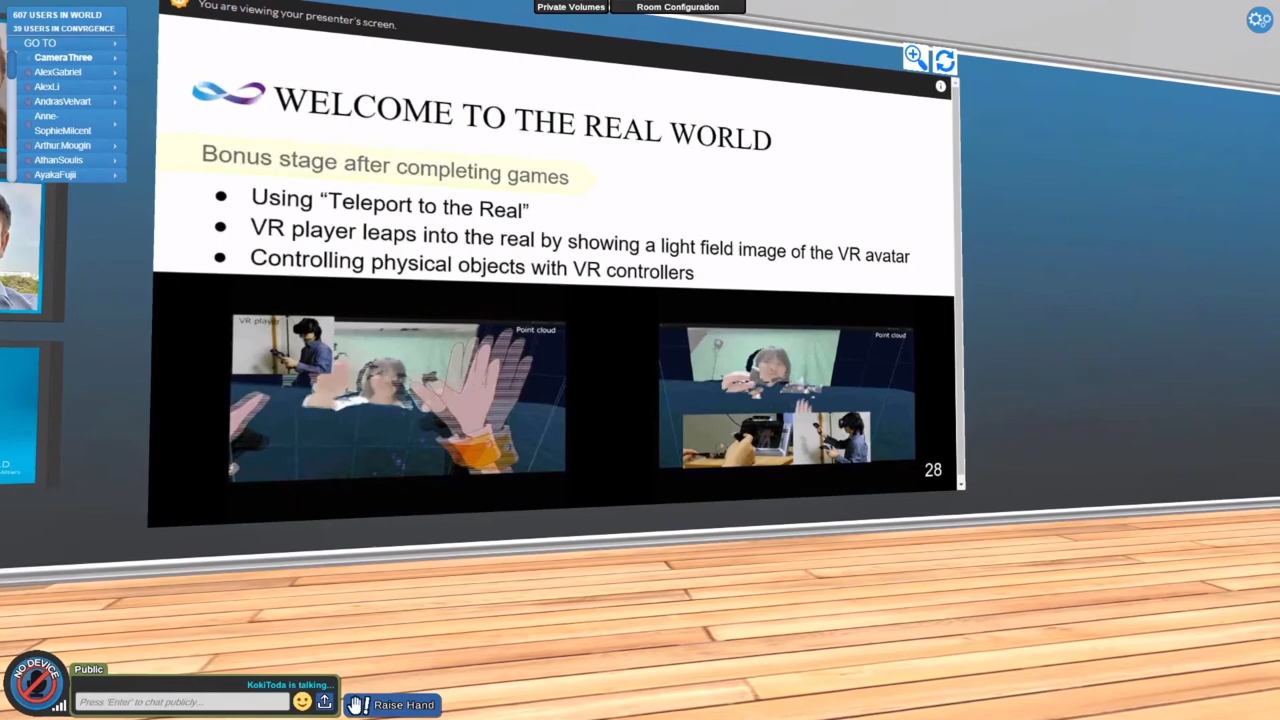 607 USERS IN WORLD
39 USERS IN CONVRGENCE
GO TO
CameraThree
AlexGabriel
AlexLi
AndrasVelvart
Anne-
SophieMilcent
Arthur.Mougin
AthanSoulis
AyakaFujii
Private Volumes
Room Configuration
You are viewing your presenter's screen.
WELCOME TO THE REAL WORLD
Bonus stage after completing games
● Using “Teleport to the Real”
● VR player leaps into the real by showing a light field image of the VR avatar
● Controlling physical objects with VR controllers
VR player
Point cloud
Point cloud
28
NO DEVICE
Public
KokiToda is talking...
Press 'Enter' to chat publicly...
Raise Hand